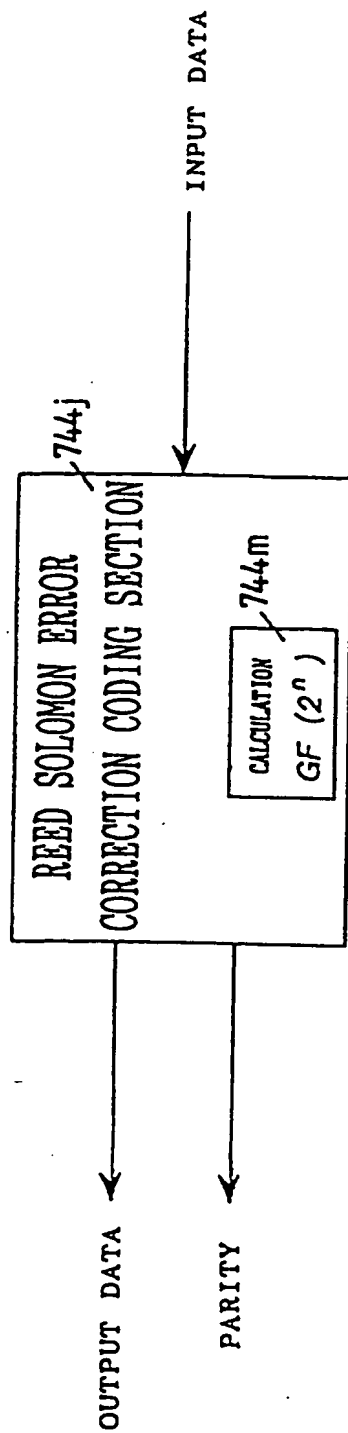 INPUT DATA
744j
REED SOLOMON ERROR
CORRECTION CODING SECTION
744m
CALCULATION
GF (2ⁿ)
OUTPUT DATA
PARITY